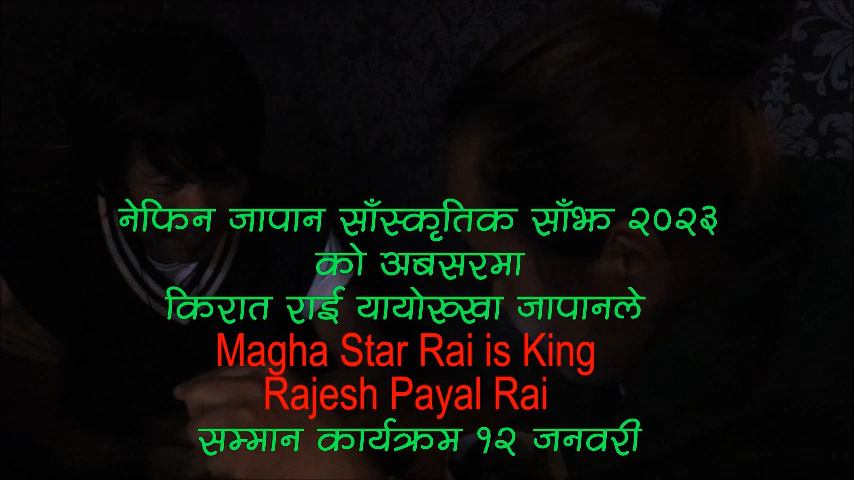 नेफिन जापान साँस्कृतिक साँझ २०२३
को अबसरमा
किरात राई यायोख्खा जापानले
Magha Star Rai is King
Rajesh Payal Rai
सम्मान कार्यक्रम १२ जनवरी